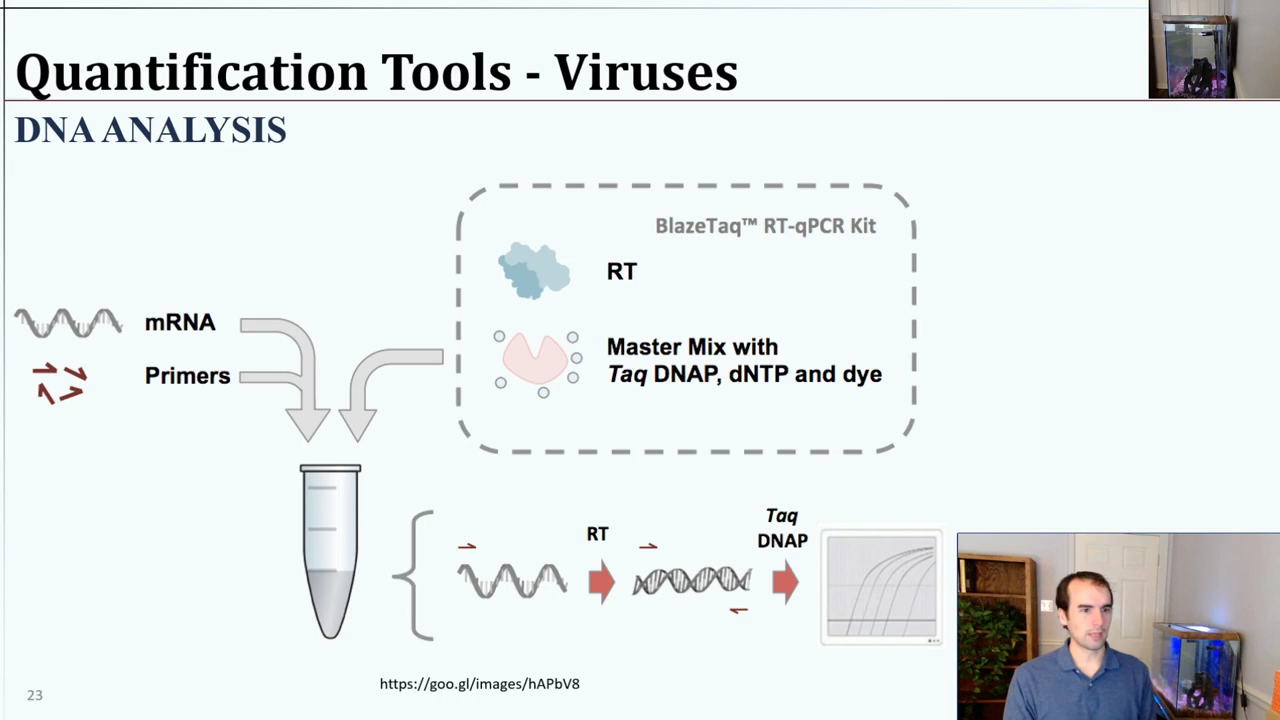 Quantification Tools - Viruses
DNA ANALYSIS
BlazeTaq™ RT-qPCR Kit
RT
mRNA
Master Mix with
Taq DNAP, dNTP and dye
Primers
RT
Taq
DNAP
https://goo.gl/images/hAPbV8
23